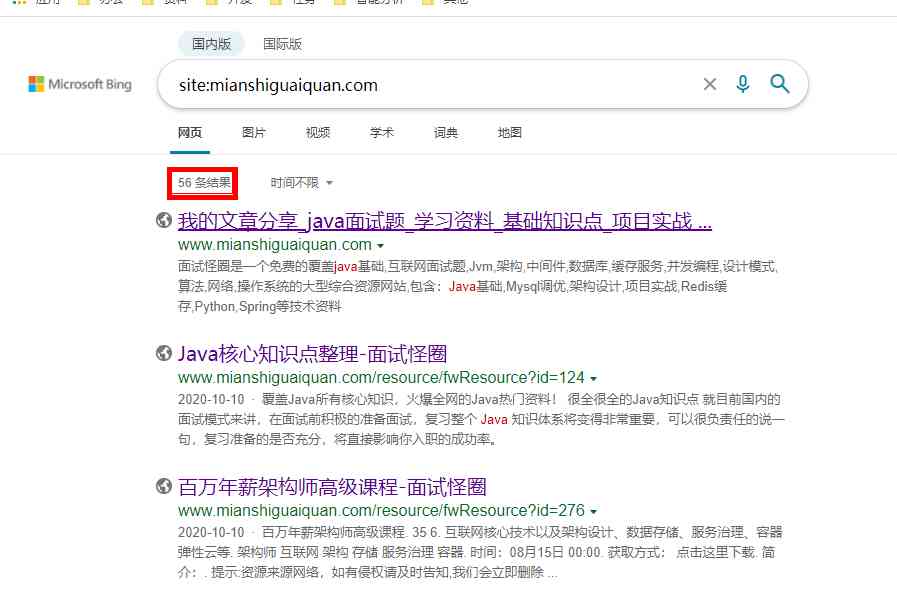 国内版 国际版
Microsoft Bing
site:mianshiguaiquan.com
网页 图片 视频 学术 词典 地图
56 条结果 时间不限
我的文章分享_java面试题_学习资料_基础知识点_项目实战 ...
www.mianshiguaiquan.com
面试怪圈是一个免费的覆盖java基础,互联网面试题,Jvm,架构,中间件,数据库,缓存服务,并发编程,设计模式,
算法,网络,操作系统的大型综合资源网站,包含：Java基础,Mysql调优,架构设计,项目实战,Redis缓
存,Python,Spring等技术资料
Java核心知识点整理-面试怪圈
www.mianshiguaiquan.com/resource/fwResource?id=124
2020-10-10 · 覆盖Java所有核心知识，火爆全网的Java热门资料！ 很全很全的Java知识点 就目前国内的
面试模式来讲，在面试前积极的准备面试，复习整个 Java 知识体系将变得非常重要，可以很负责任的说一
句，复习准备的是否充分，将直接影响你入职的成功率。
百万年薪架构师高级课程-面试怪圈
www.mianshiguaiquan.com/resource/fwResource?id=276
2020-10-10 · 百万年薪架构师高级课程. 35 6. 互联网核心技术以及架构设计、数据存储、服务治理、容器
弹性云等. 架构师 互联网 架构 存储 服务治理 容器. 时间：08月15日 00:00. 获取方式： 点击这里下载. 简
介：. 提示:资源来源网络，如有侵权请及时告知,我们会立即删除 ...